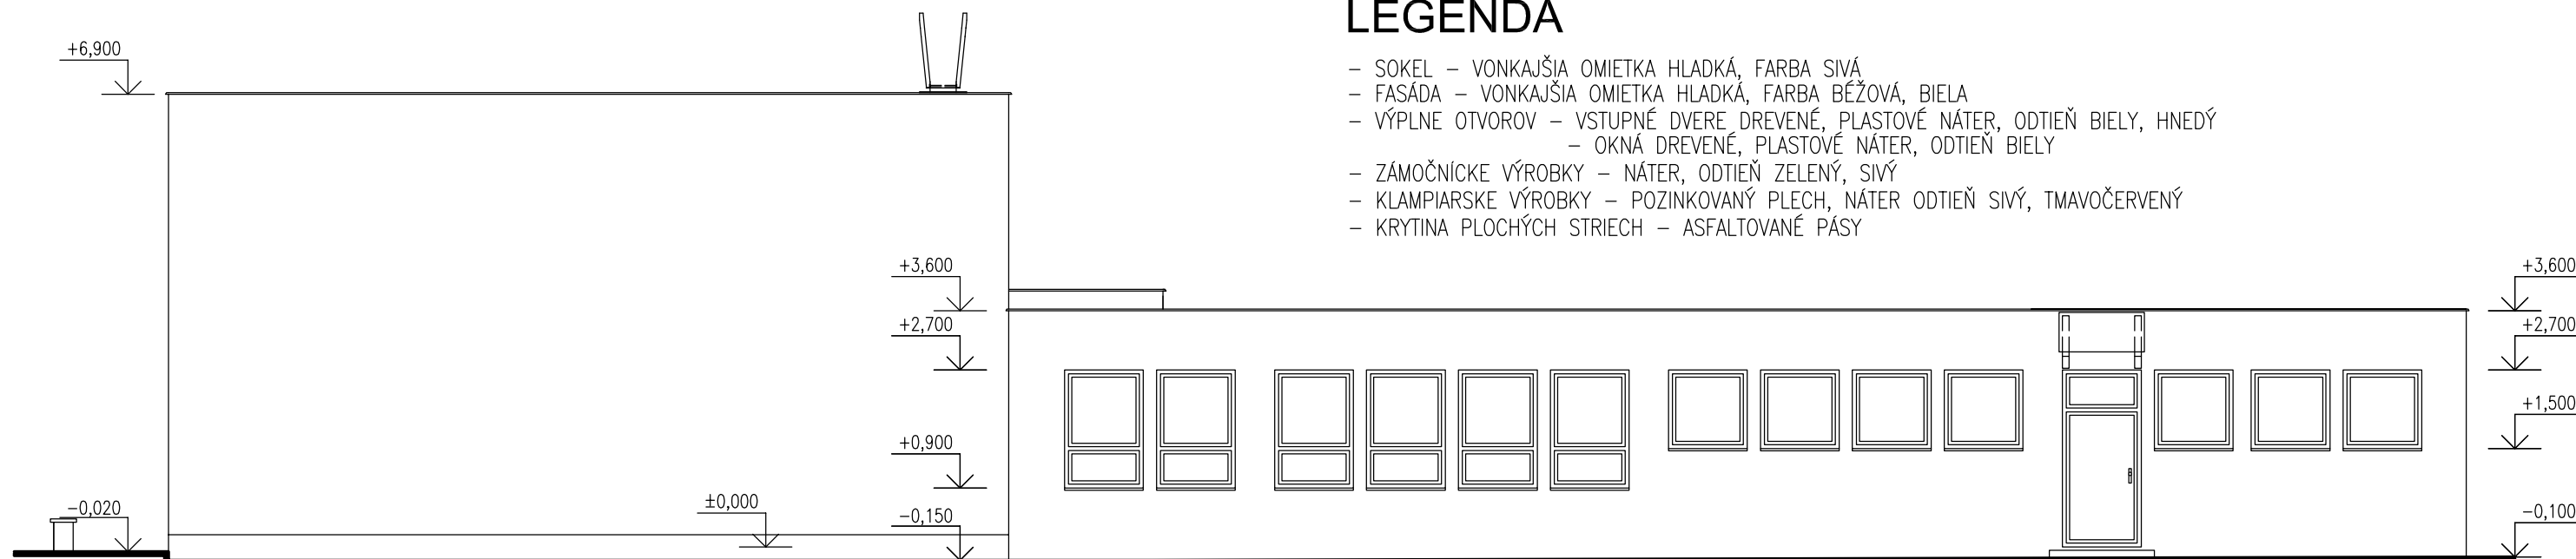 LEGENDA
+6,900
- SOKEL - VONKAJŠIA OMIETKA HLADKÁ, FARBA SIVÁ
- FASÁDA - VONKAJŠIA OMIETKA HLADKÁ, FARBA BÉŽOVÁ, BIELA
- VÝPLNE OTVOROV - VSTUPNÉ DVERE DREVENÉ, PLASTOVÉ NÁTER, ODTIEŇ BIELY, HNEDÝ
- OKNÁ DREVENÉ, PLASTOVÉ NÁTER, ODTIEŇ BIELY
- ZÁMOČNÍCKE VÝROBKY - NÁTER, ODTIEŇ ZELENÝ, SIVÝ
- KLAMPIARSKE VÝROBKY - POZINKOVANÝ PLECH, NÁTER ODTIEŇ SIVÝ, TMAVOČERVENÝ
- KRYTINA PLOCHÝCH STRIECH - ASFALTOVANÉ PÁSY
+3,600
+3,600
+2,700
+2,700
+1,500
+0,900
-0,020
±0,000
-0,150
-0,100